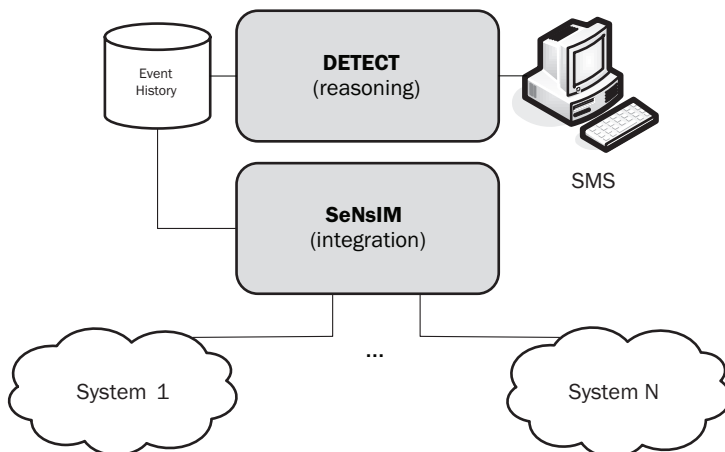 Event
History
DETECT
(reasoning)
SMS
SeNsIM
(integration)
System 1
...
System N